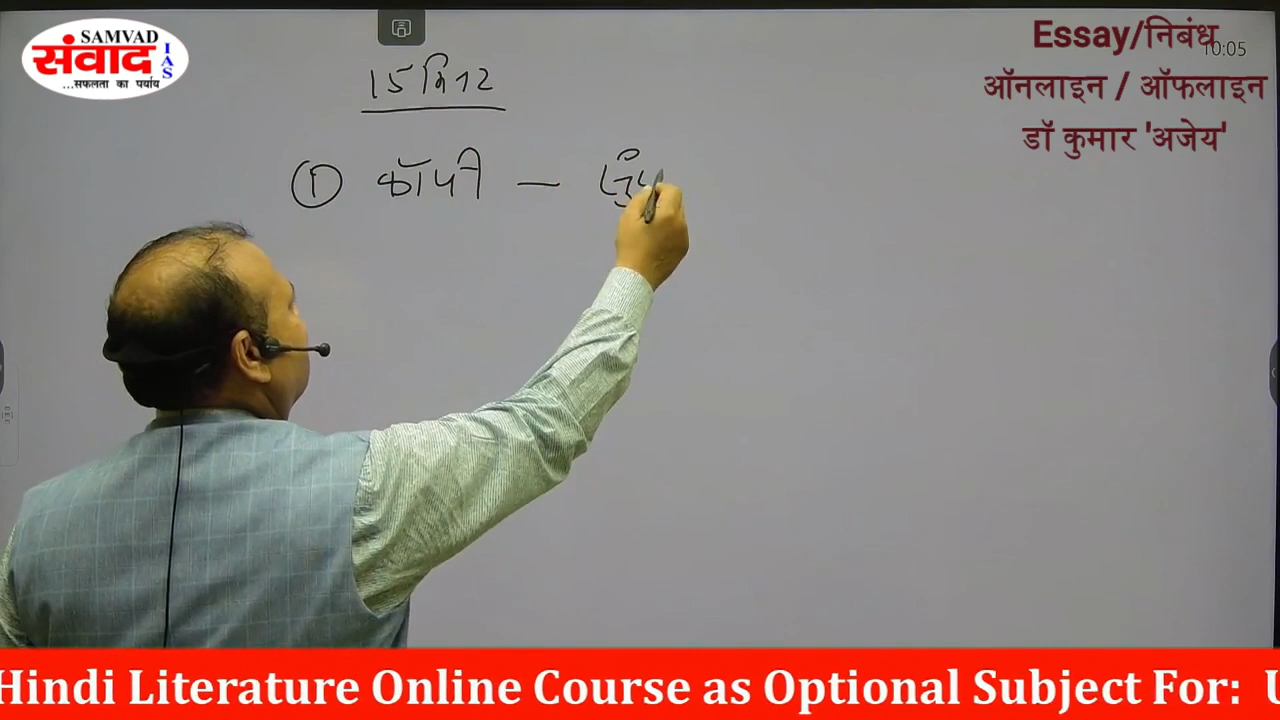 SAMVAD
संवाद
IAS
...सफलता का पर्याय
Essay/निबंध
10:05
ऑनलाइन / ऑफलाइन
डॉ कुमार 'अजेय'
15 मिनट
① कॉपी —
Hindi Literature Online Course as Optional Subject For: U